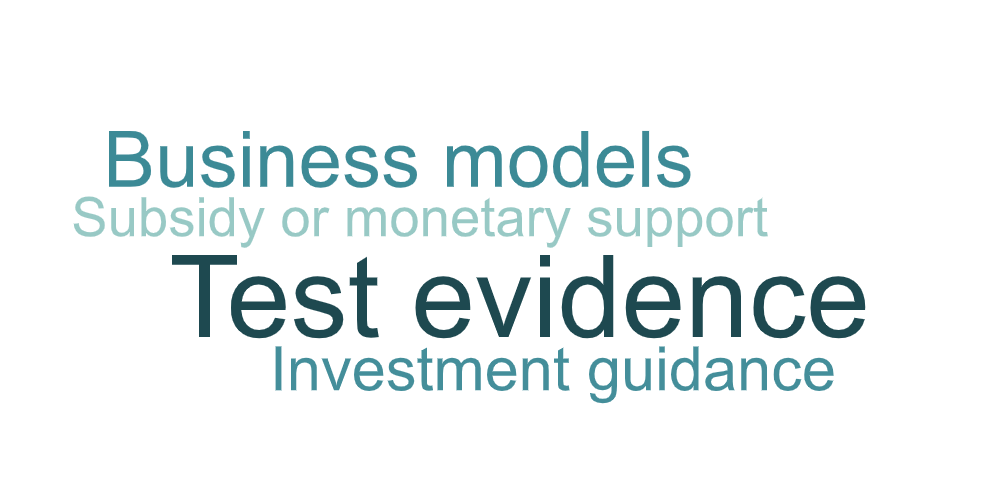 Business models
Subsidy or monetary support
Test evidence
Investment guidance